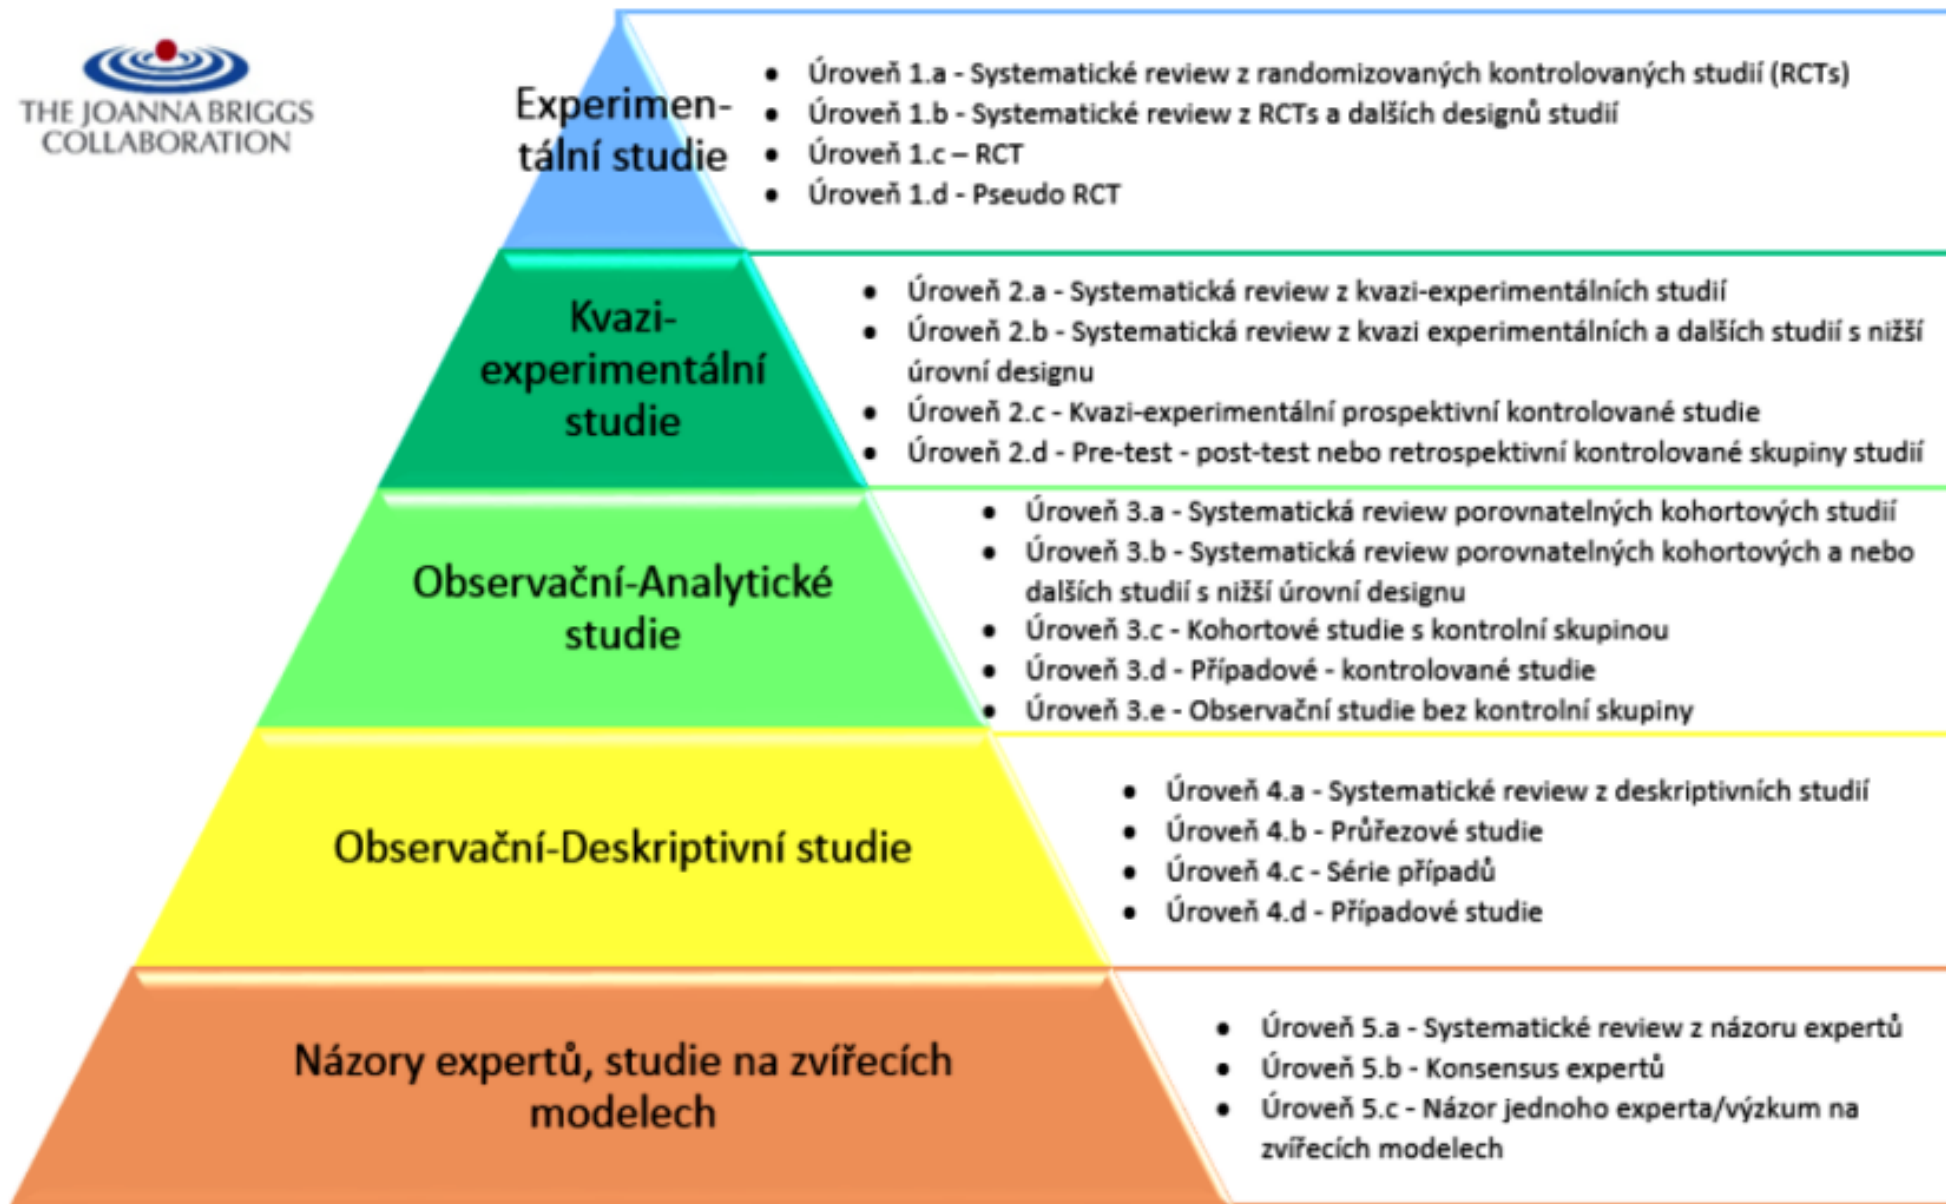 THE JOANNA BRIGGS
COLLABORATION
Experimen-
tální studie
• Úroveň 1.a - Systematické review z randomizovaných kontrolovaných studií (RCTs)
• Úroveň 1.b - Systematické review z RCTs a dalších designů studií
• Úroveň 1.c – RCT
• Úroveň 1.d - Pseudo RCT
Kvazi-
experimentální
studie
• Úroveň 2.a - Systematická review z kvazi-experimentálních studií
• Úroveň 2.b - Systematická review z kvazi experimentálních a dalších studií s nižší
úrovní designu
• Úroveň 2.c - Kvazi-experimentální prospektivní kontrolované studie
• Úroveň 2.d - Pre-test - post-test nebo retrospektivní kontrolované skupiny studií
Observační-Analytické
studie
• Úroveň 3.a - Systematická review porovnatelných kohortových studií
• Úroveň 3.b - Systematická review porovnatelných kohortových a nebo
dalších studií s nižší úrovní designu
• Úroveň 3.c - Kohortové studie s kontrolní skupinou
• Úroveň 3.d - Případové - kontrolované studie
• Úroveň 3.e - Observační studie bez kontrolní skupiny
Observační-Deskriptivní studie
• Úroveň 4.a - Systematické review z deskriptivních studií
• Úroveň 4.b - Průřezové studie
• Úroveň 4.c - Série případů
• Úroveň 4.d - Případové studie
Názory expertů, studie na zvířecích
modelech
• Úroveň 5.a - Systematické review z názoru expertů
• Úroveň 5.b - Konsensus expertů
• Úroveň 5.c - Názor jednoho experta/výzkum na
zvířecích modelech